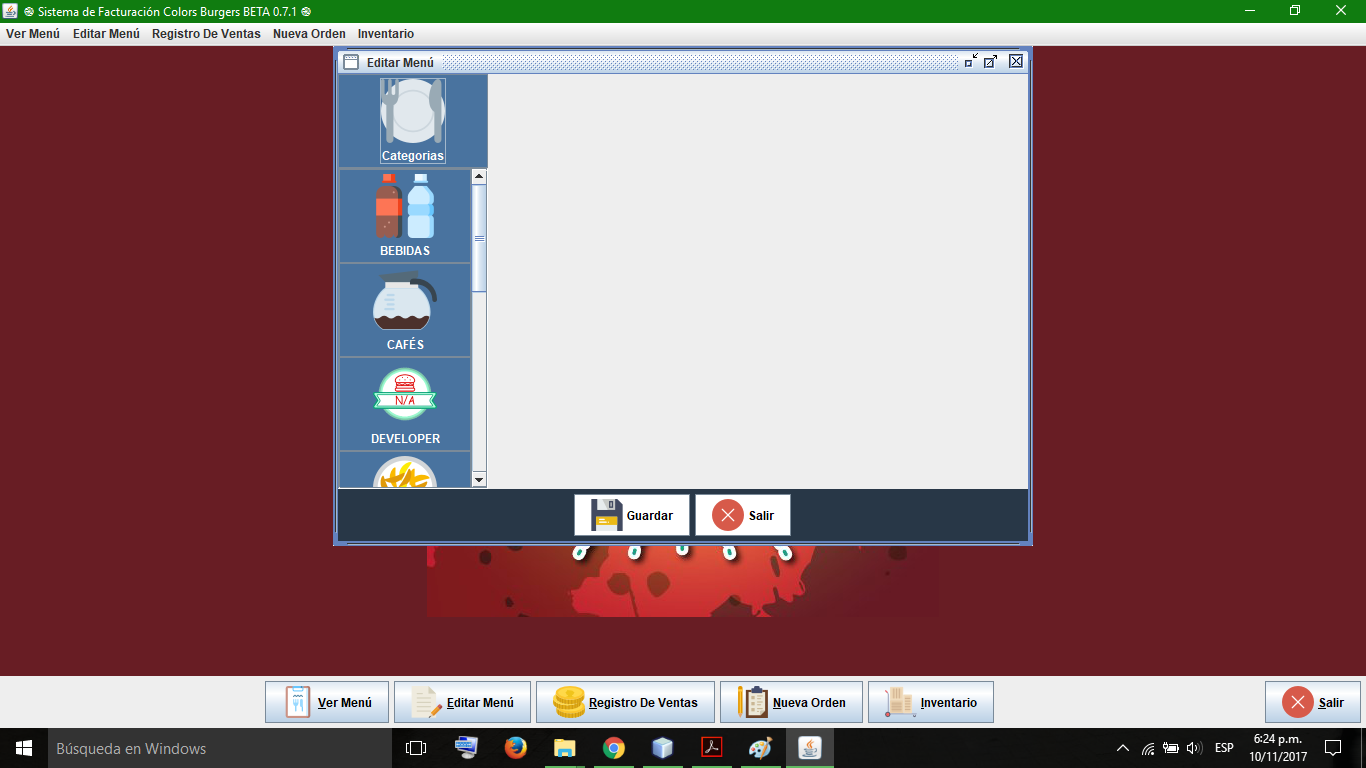 Sistema de Facturación Colors Burgers BETA 0.7.1
Ver Menú Editar Menú Registro De Ventas Nueva Orden Inventario
Editar Menú
Categorias
BEBIDAS
CAFÉS
N/A
DEVELOPER
Guardar Salir
Ver Menú Editar Menú Registro De Ventas Nueva Orden Inventario Salir
Búsqueda en Windows
ESP
6:24 p.m.
10/11/2017